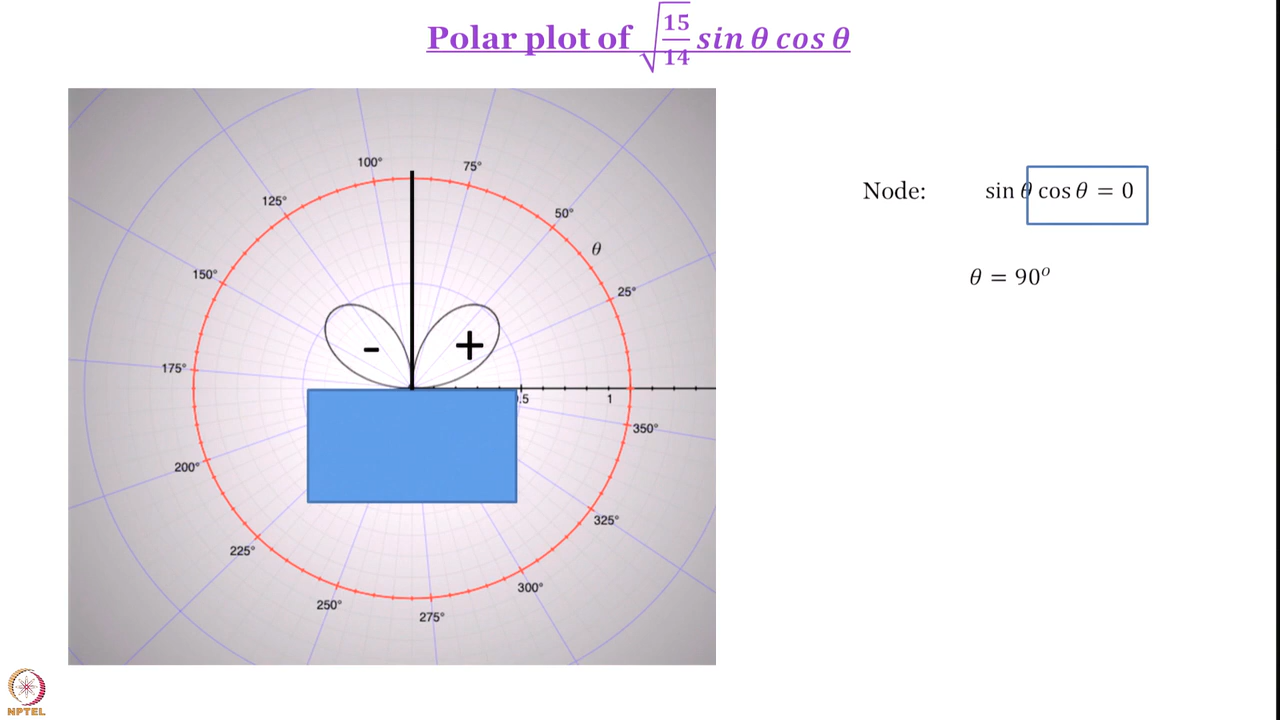 Polar plot of √(15/14) sin θ cos θ
100° 75°
125° 50°
θ
150° 25°
175°
.5 1
- +
350°
200°
325°
225°
300°
250°
275°
Node: sin θ cos θ = 0
θ = 90°
NPTEL